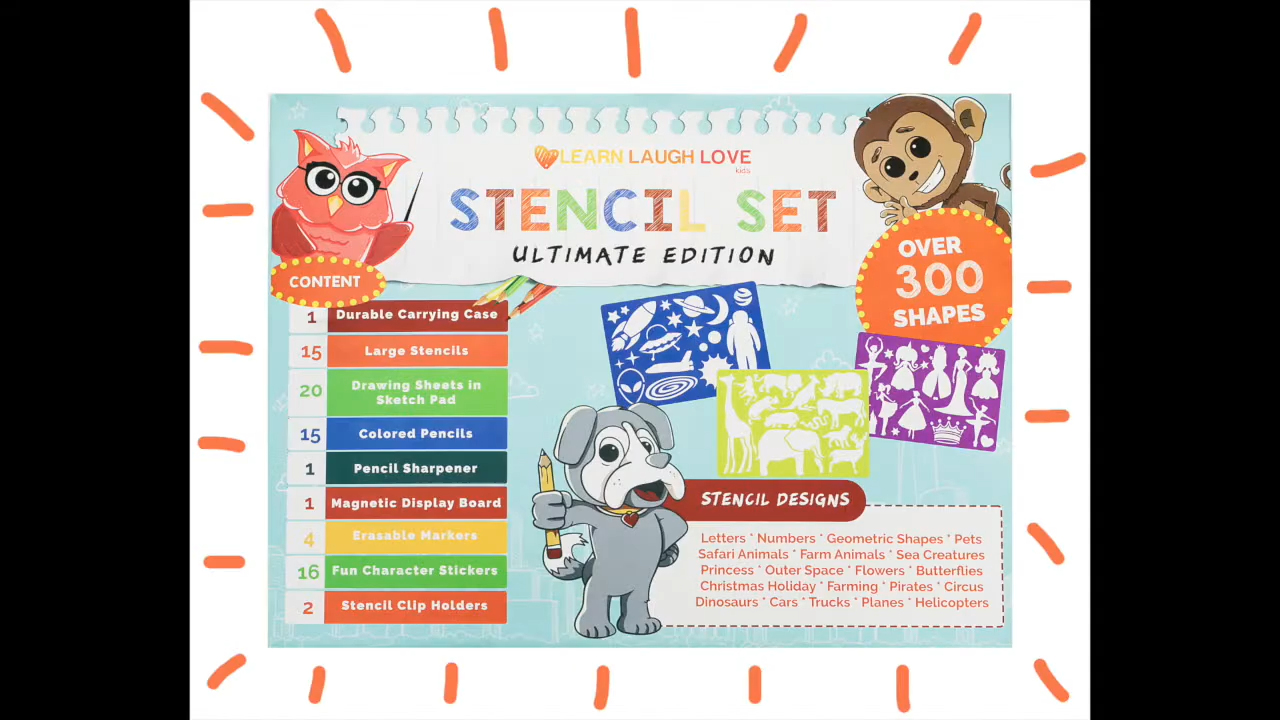 LEARN LAUGH LOVE
kids
STENCIL SET
ULTIMATE EDITION
OVER
300
SHAPES
CONTENT
1 Durable Carrying Case
15 Large Stencils
20 Drawing Sheets in
Sketch Pad
15 Colored Pencils
1 Pencil Sharpener
1 Magnetic Display Board
4 Erasable Markers
16 Fun Character Stickers
2 Stencil Clip Holders
STENCIL DESIGNS
Letters * Numbers * Geometric Shapes * Pets
Safari Animals * Farm Animals * Sea Creatures
Princess * Outer Space * Flowers * Butterflies
Christmas Holiday * Farming * Pirates * Circus
Dinosaurs * Cars * Trucks * Planes * Helicopters